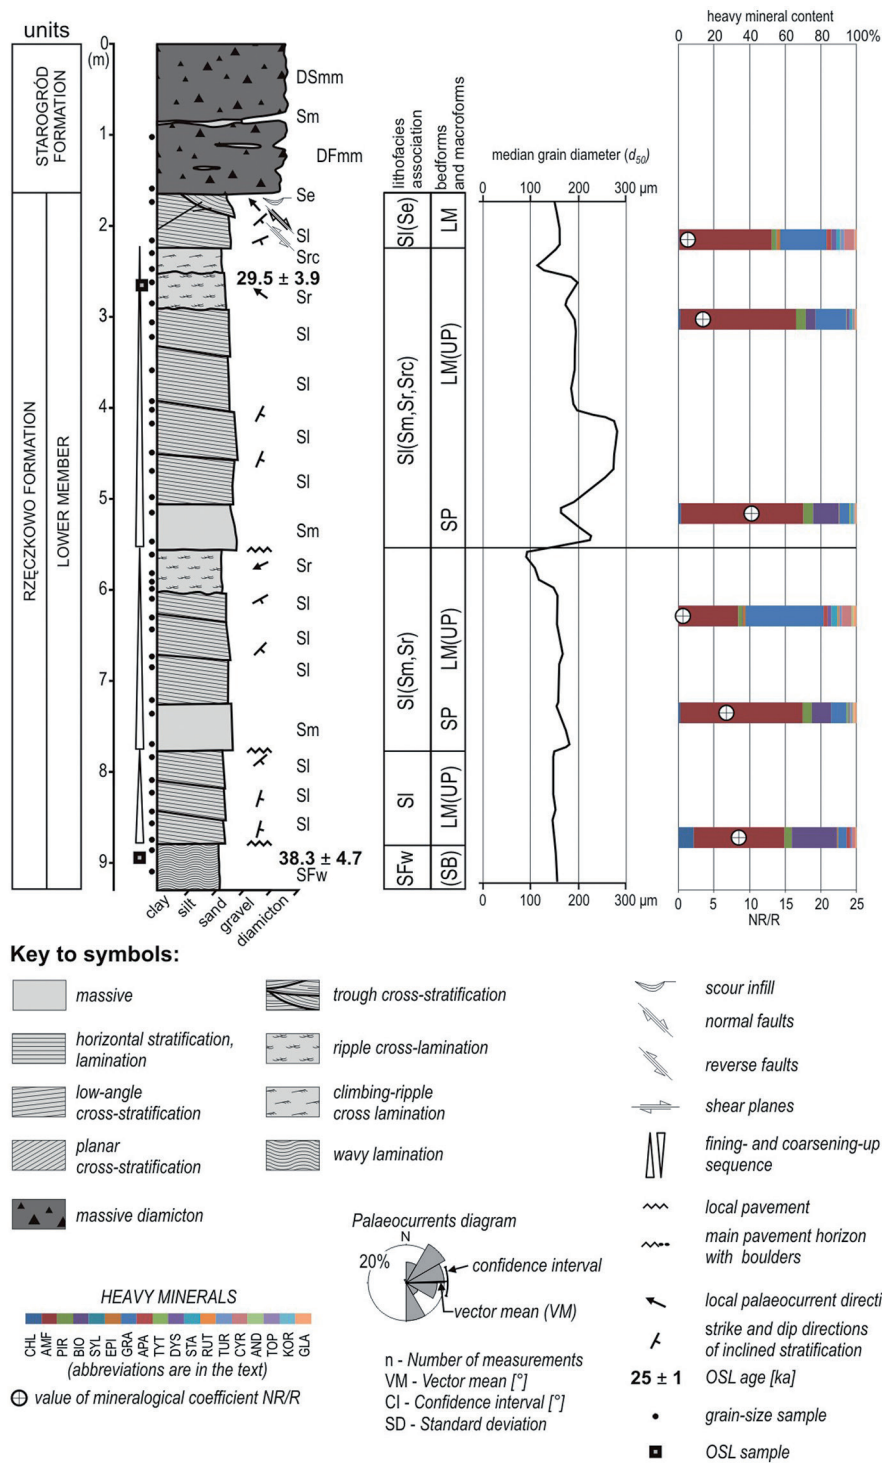 units
0
(m)
1
2
3
4
5
6
7
8
9
STAROGRÓD
FORMATION
RZĘCZKOWO FORMATION
LOWER MEMBER
DSmm
Sm
DFmm
Se
Sl
Src
29.5 ± 3.9
Sr
Sl
Sl
Sl
Sl
Sm
Sr
Sl
Sl
Sl
Sm
Sl
Sl
Sl
38.3 ± 4.7
SFw
clay
silt
sand
gravel
diamicton
lithofacies
association
bedforms
and macroforms
Sl(Se)
LM
Sl(Sm,Sr,Src)
LM(UP)
SP
Sl(Sm,Sr)
LM(UP)
SP
Sl
LM(UP)
SFw
(SB)
median grain diameter (d50)
0 100 200 300 µm
0 100 200 300 µm
heavy mineral content
0 20 40 60 80 100%
0 5 10 15 20 25
NR/R
Key to symbols:
massive
horizontal stratification,
lamination
low-angle
cross-stratification
planar
cross-stratification
massive diamicton
trough cross-stratification
ripple cross-lamination
climbing-ripple
cross lamination
wavy lamination
scour infill
normal faults
reverse faults
shear planes
fining- and coarsening-up
sequence
local pavement
main pavement horizon
with boulders
local palaeocurrent directi
strike and dip directions
of inclined stratification
25 ± 1 OSL age [ka]
grain-size sample
OSL sample
Palaeocurrents diagram
N
20%
confidence interval
vector mean (VM)
n - Number of measurements
VM - Vector mean [°]
CI - Confidence interval [°]
SD - Standard deviation
HEAVY MINERALS
CHL AMF PIR BIO SYL EPI GRA APA TYT DYS STA RUT TUR CYR AND TOP KOR GLA
(abbreviations are in the text)
value of mineralogical coefficient NR/R